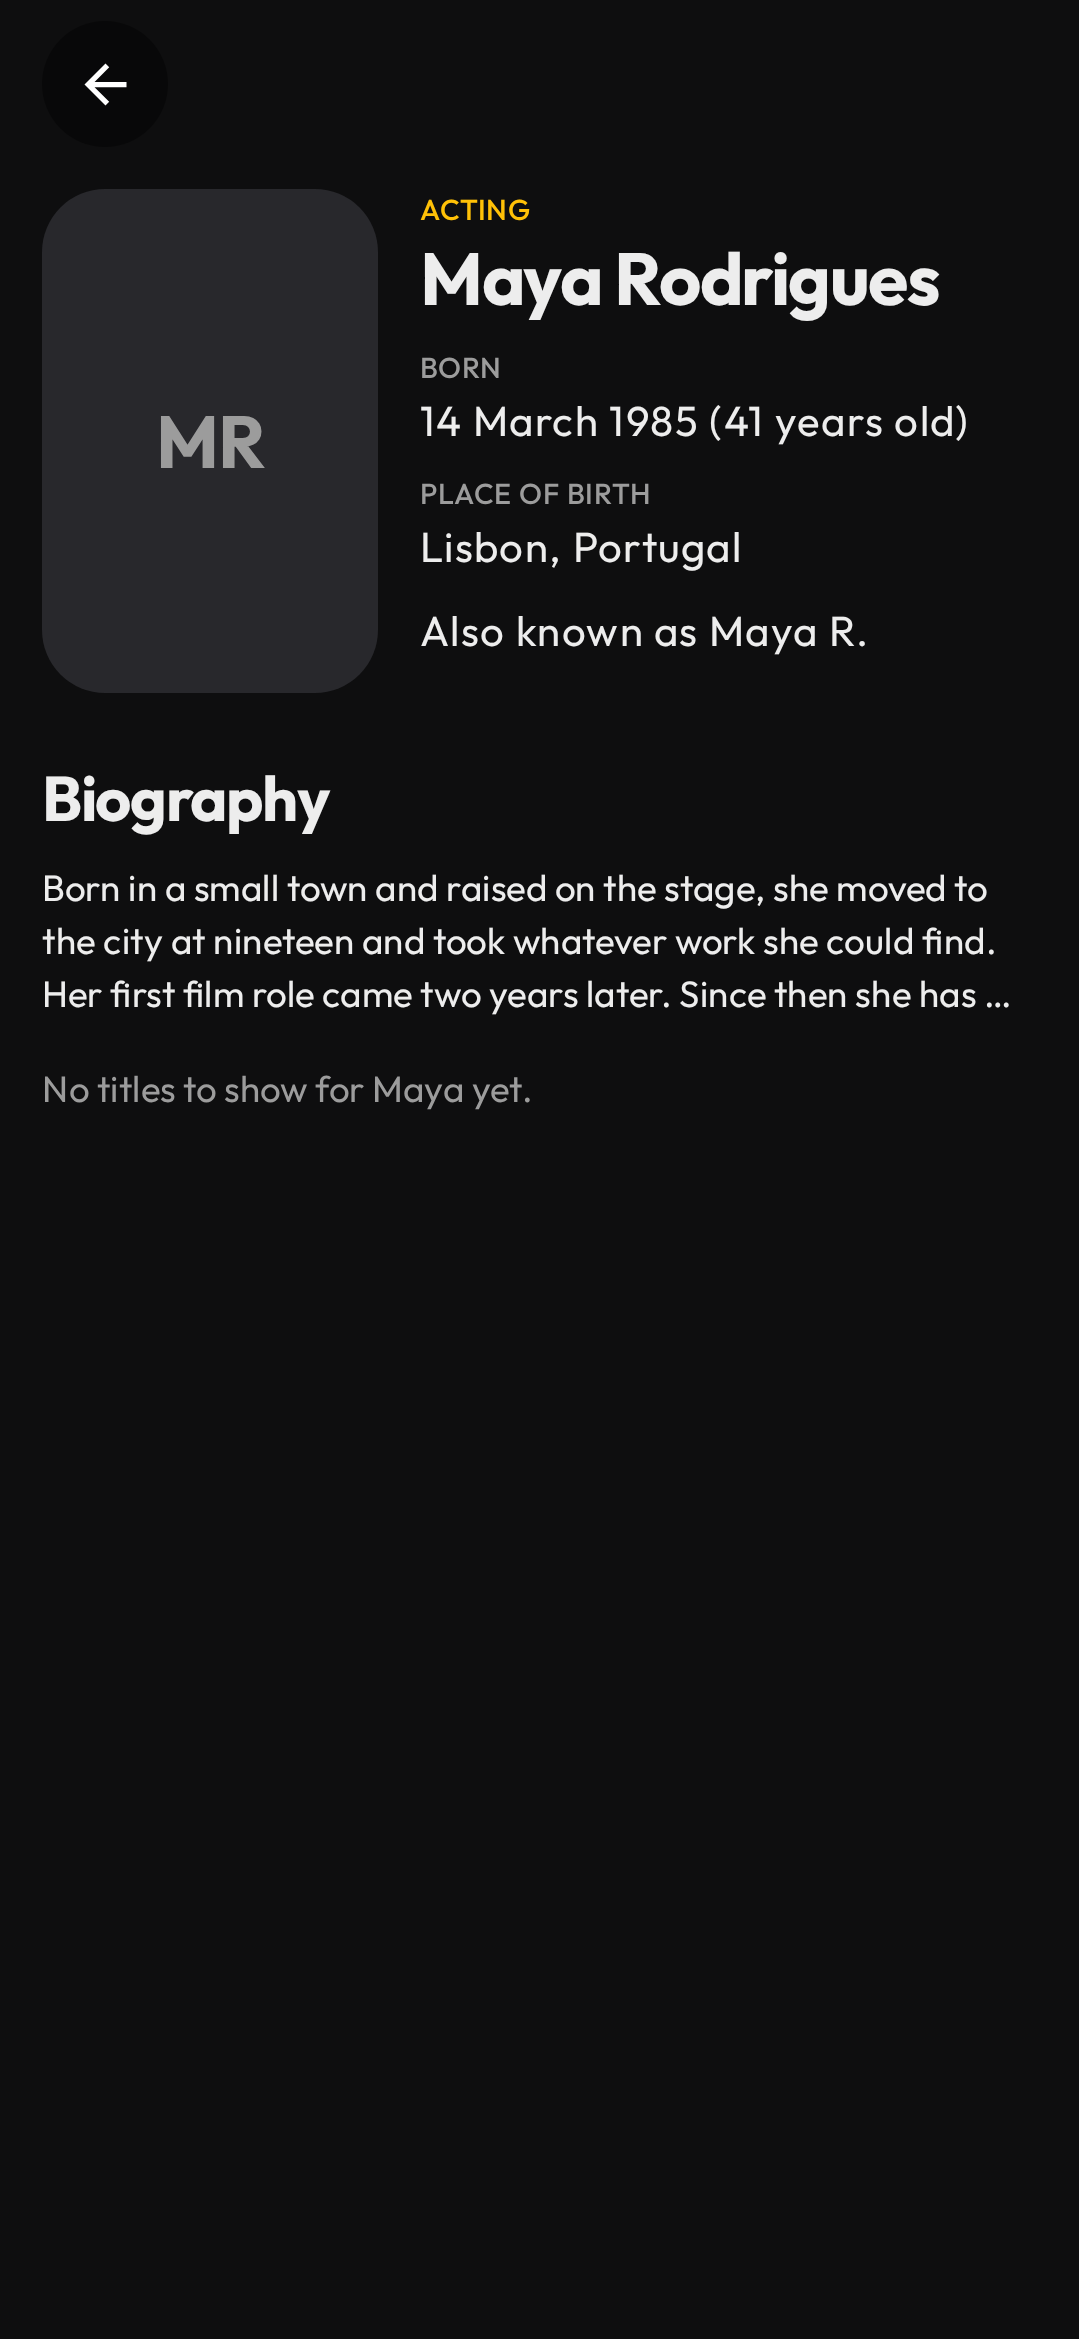 ACTING
Maya Rodrigues
MR
BORN
14 March 1985 (41 years old)
PLACE OF BIRTH
Lisbon, Portugal
Also known as Maya R.
Biography
Born in a small town and raised on the stage, she moved to
the city at nineteen and took whatever work she could find.
Her first film role came two years later. Since then she has ...
No titles to show for Maya yet.